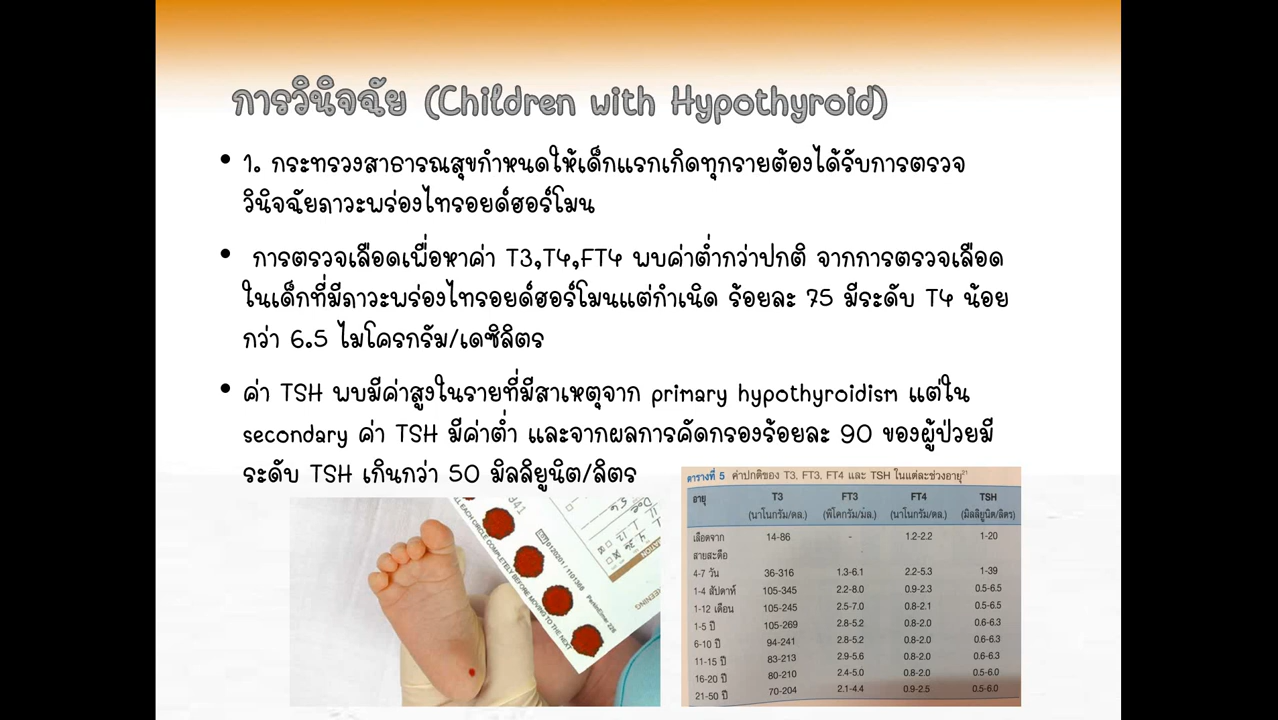 การวินิจฉัย (Children with Hypothyroid)
• 1. กระทรวงสาธารณสุขกำหนดให้เด็กแรกเกิดทุกรายต้องได้รับการตรวจ
วินิจฉัยภาวะพร่องไทรอยด์ฮอร์โมน
• การตรวจเลือดเพื่อหาค่า T3,T4,FT4 พบค่าต่ำกว่าปกติ จากการตรวจเลือด
ในเด็กที่มีภาวะพร่องไทรอยด์ฮอร์โมนแต่กำเนิด ร้อยละ 75 มีระดับ T4 น้อย
กว่า 6.5 ไมโครกรัม/เดซิลิตร
• ค่า TSH พบมีค่าสูงในรายที่มีสาเหตุจาก primary hypothyroidism แต่ใน
secondary ค่า TSH มีค่าต่ำ และจากผลการคัดกรองร้อยละ 90 ของผู้ป่วยมี
ระดับ TSH เกินกว่า 50 มิลลิยูนิต/ลิตร
EACH CIRCLE COMPLETELY BEFORE MOVING TO THE NEXT
10120201 / 1101366
PerkinElmer 226
ตารางที่ 5 ค่าปกติของ T3, FT3, FT4 และ TSH ในแต่ละช่วงอายุ21
อายุ T3 FT3 FT4 TSH
(นาโนกรัม/ดล.) (พิโคกรัม/มล.) (นาโนกรัม/ดล.) (มิลลิยูนิต/ลิตร)
เลือดจาก 14-86 - 1.2-2.2 1-20
สายสะดือ
4-7 วัน 36-316 1.3-6.1 2.2-5.3 1-39
1-4 สัปดาห์ 105-345 2.2-8.0 0.9-2.3 0.5-6.5
1-12 เดือน 105-245 2.5-7.0 0.8-2.1 0.5-6.5
1-5 ปี 105-269 2.8-5.2 0.8-2.0 0.6-6.3
6-10 ปี 94-241 2.8-5.2 0.8-2.0 0.6-6.3
11-15 ปี 83-213 2.9-5.6 0.8-2.0 0.6-6.3
16-20 ปี 80-210 2.4-5.0 0.8-2.0 0.5-6.0
21-50 ปี 70-204 2.1-4.4 0.9-2.5 0.5-6.0